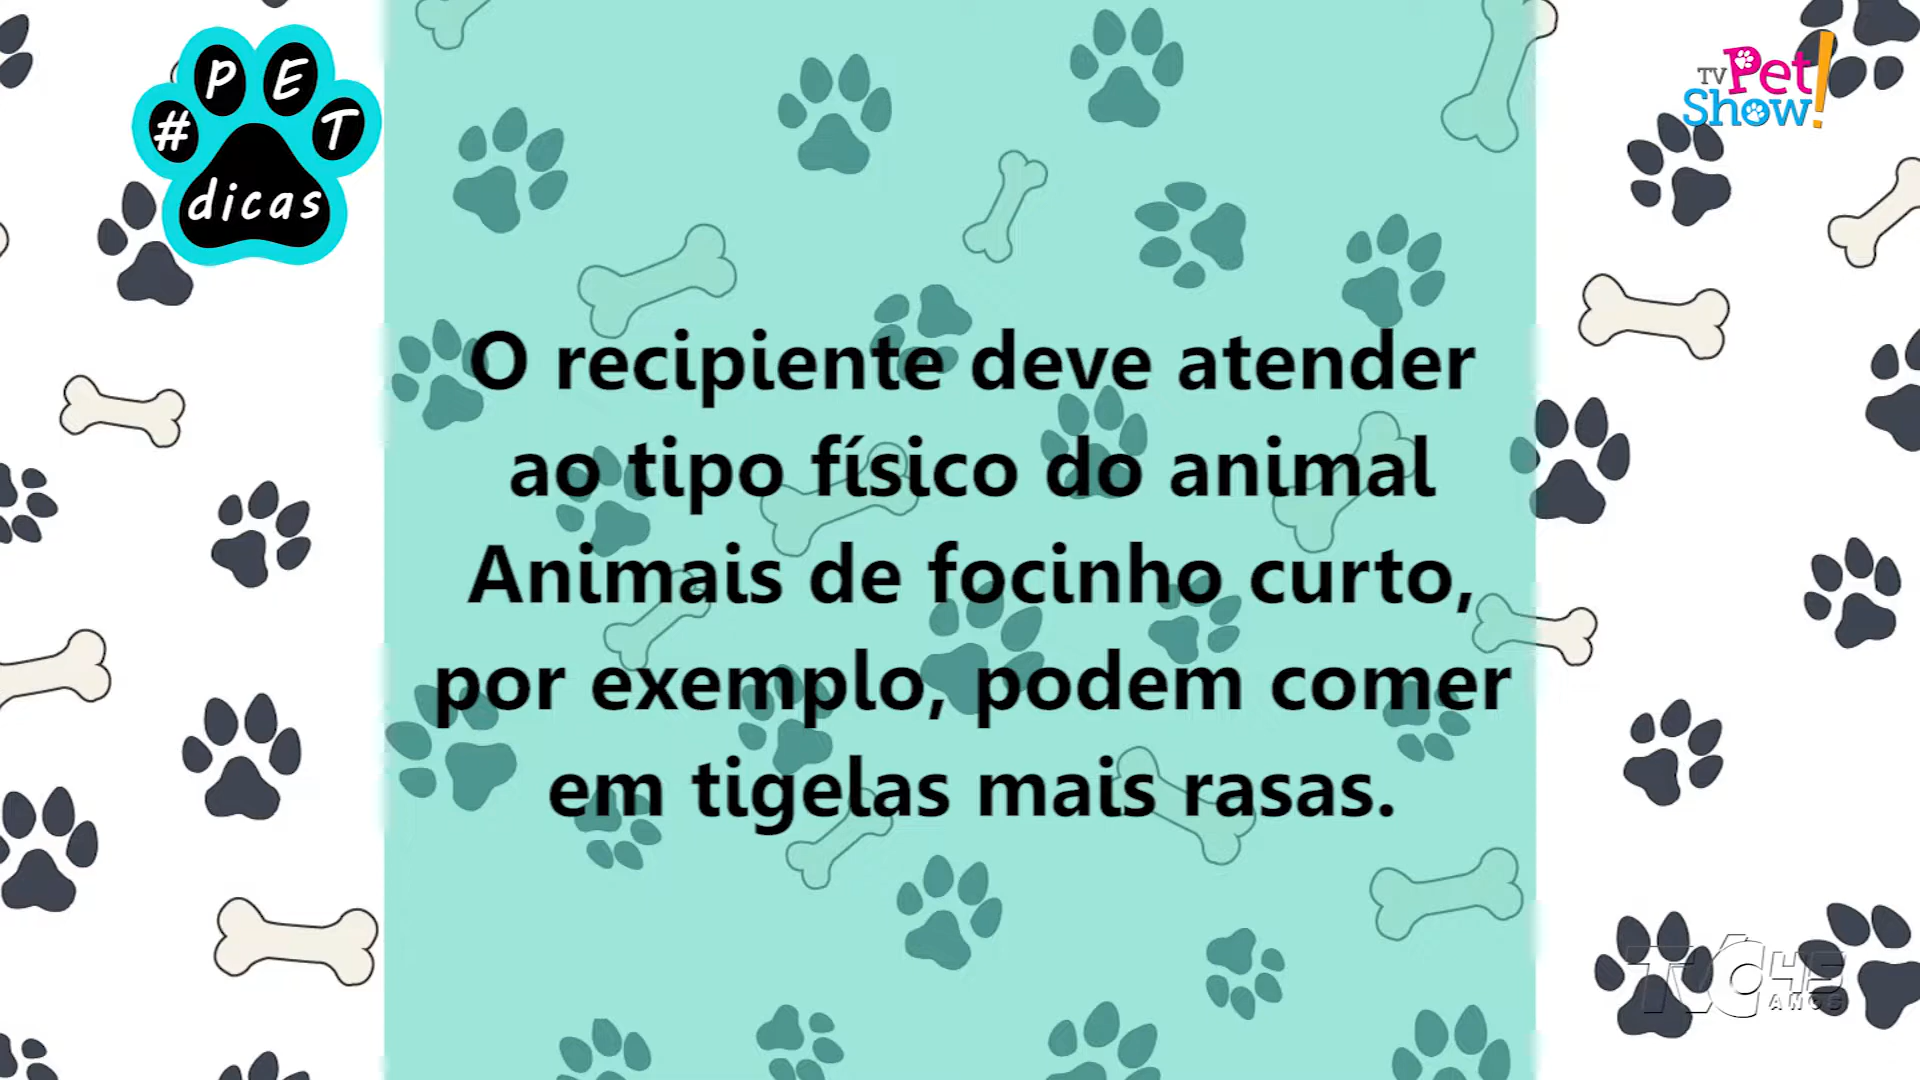 #PET
dicas
TV Pet
Show!
O recipiente deve atender
ao tipo físico do animal
Animais de focinho curto,
por exemplo, podem comer
em tigelas mais rasas.
45
ANOS